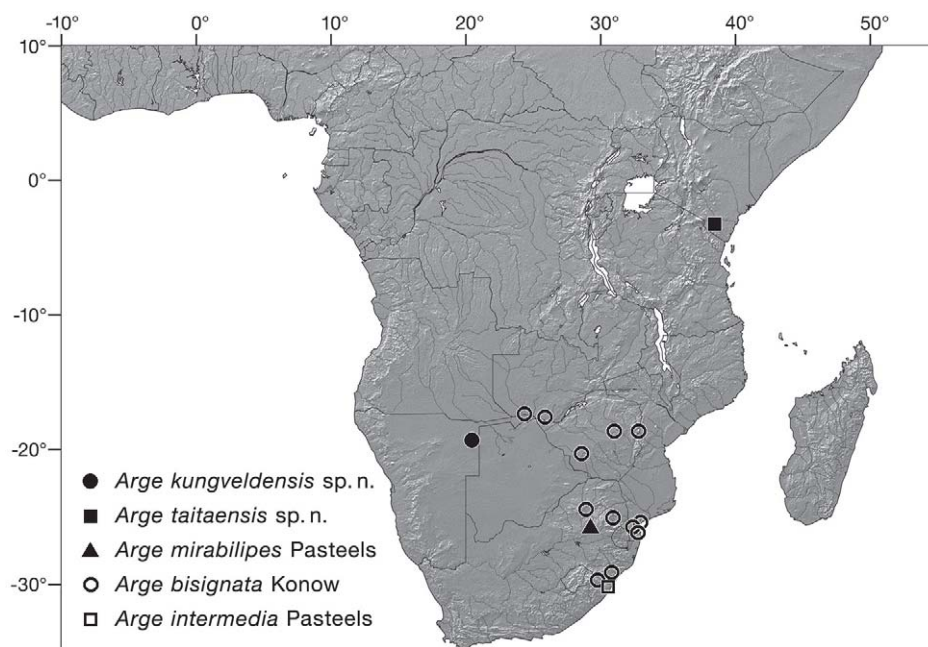 -10° 0° 10° 20° 30° 40° 50°
10°
0°
-10°
-20°
-30°
Arge kungveldensis sp. n.
Arge taitaensis sp. n.
Arge mirabilipes Pasteels
Arge bisignata Konow
Arge intermedia Pasteels